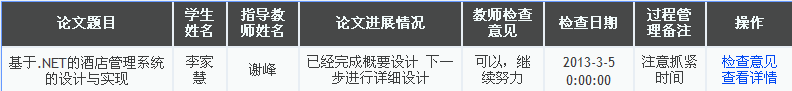 论文题目 学生姓名 指导教师姓名 论文进展情况 教师检查意见 检查日期 过程管理备注 操作
基于.NET的酒店管理系统的设计与实现 李家慧 谢峰 已经完成概要设计 下一步进行详细设计 可以，继续努力 2013-3-5 0:00:00 注意抓紧时间 检查意见 查看详情